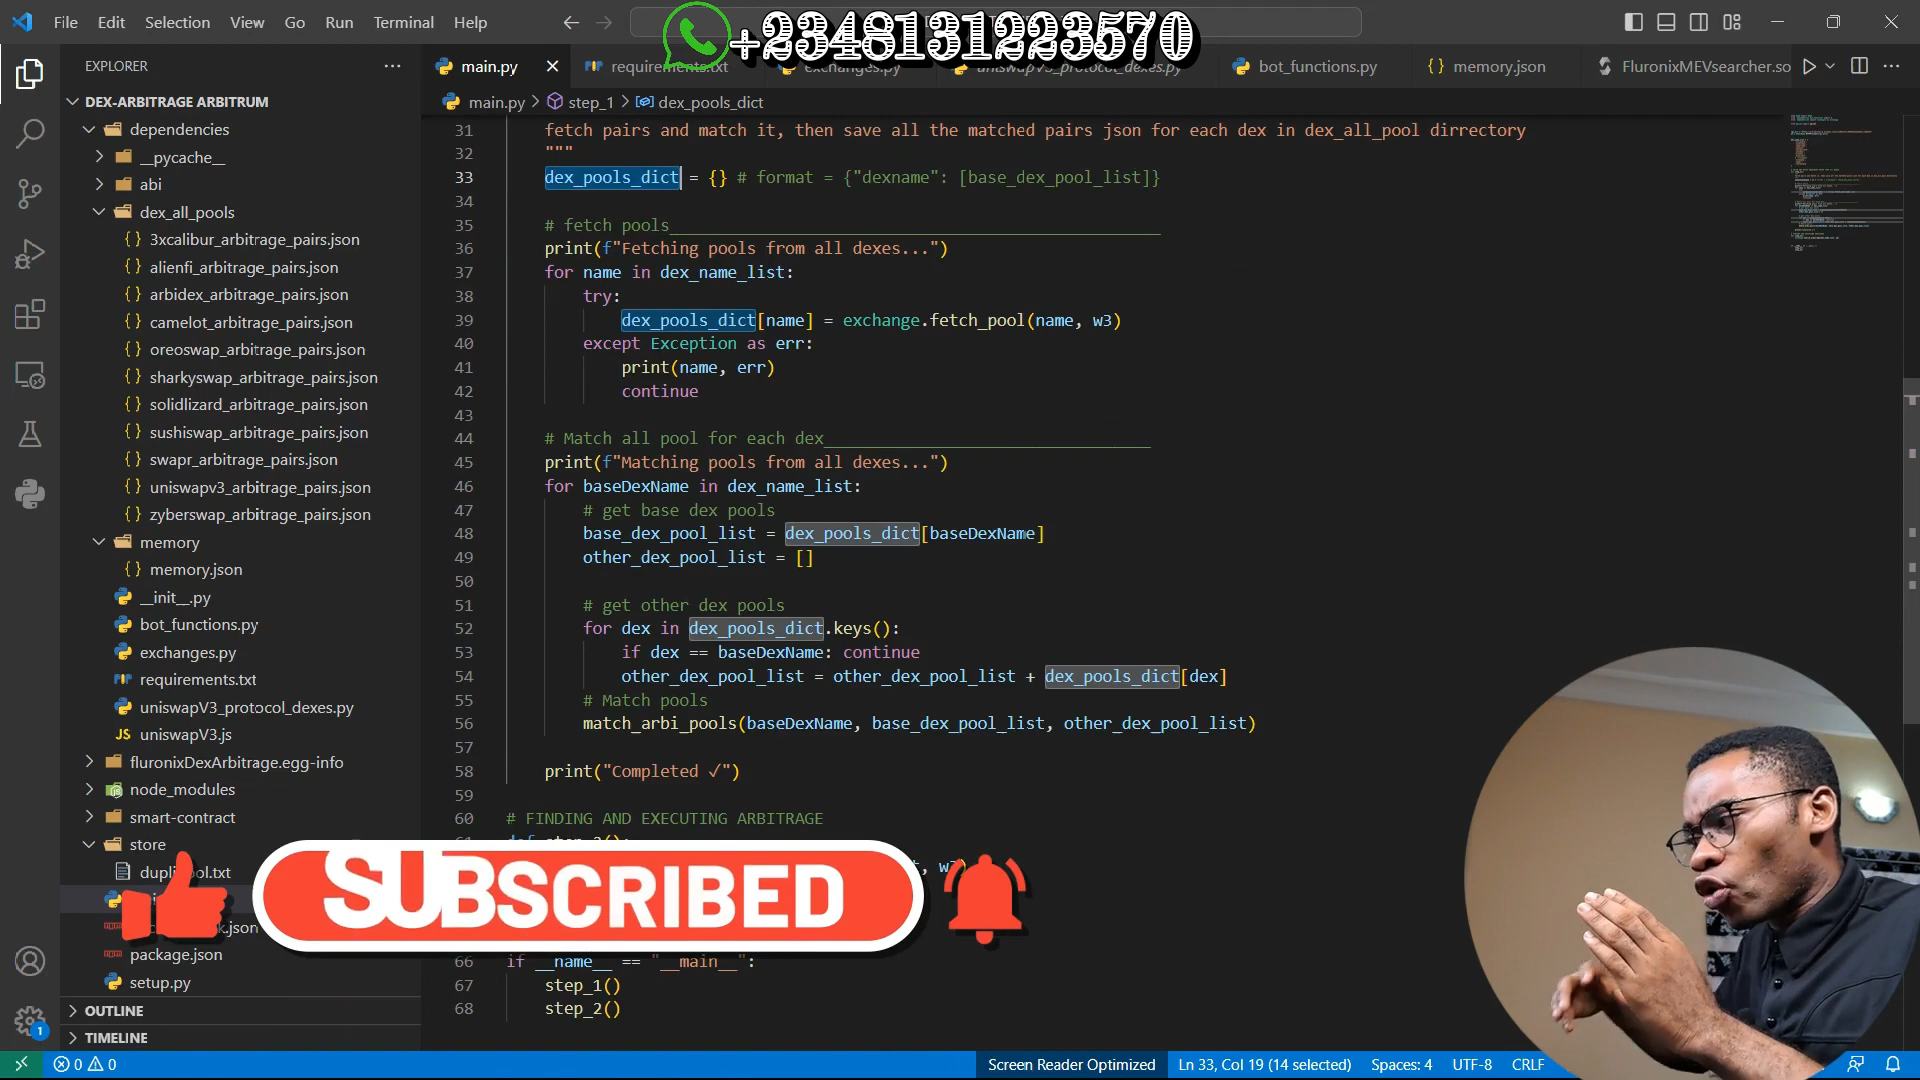 File Edit Selection View Go Run Terminal Help
+2348131223570
EXPLORER
DEX-ARBITRAGE ARBITRUM
dependencies
__pycache__
abi
dex_all_pools
3xcalibur_arbitrage_pairs.json
alienfi_arbitrage_pairs.json
arbidex_arbitrage_pairs.json
camelot_arbitrage_pairs.json
oreoswap_arbitrage_pairs.json
sharkyswap_arbitrage_pairs.json
solidlizard_arbitrage_pairs.json
sushiswap_arbitrage_pairs.json
swapr_arbitrage_pairs.json
uniswapv3_arbitrage_pairs.json
zyberswap_arbitrage_pairs.json
memory
memory.json
__init__.py
bot_functions.py
exchanges.py
requirements.txt
uniswapV3_protocol_dexes.py
JS uniswapV3.js
fluronixDexArbitrage.egg-info
node_modules
smart-contract
store
package.json
setup.py
OUTLINE
TIMELINE
main.py requirements.txt exchanges.py uniswapV3_protocol_dexes.py bot_functions.py memory.json FluronixMEVsearcher.so
main.py > step_1 > dex_pools_dict
31 fetch pairs and match it, then save all the matched pairs json for each dex in dex_all_pool dirrectory
32 """
33 dex_pools_dict = {} # format = {"dexname": [base_dex_pool_list]}
34
35 # fetch pools___________________________________________________
36 print(f"Fetching pools from all dexes...")
37 for name in dex_name_list:
38 try:
39 dex_pools_dict[name] = exchange.fetch_pool(name, w3)
40 except Exception as err:
41 print(name, err)
42 continue
43
44 # Match all pool for each dex__________________________________
45 print(f"Matching pools from all dexes...")
46 for baseDexName in dex_name_list:
47 # get base dex pools
48 base_dex_pool_list = dex_pools_dict[baseDexName]
49 other_dex_pool_list = []
50
51 # get other dex pools
52 for dex in dex_pools_dict.keys():
53 if dex == baseDexName: continue
54 other_dex_pool_list = other_dex_pool_list + dex_pools_dict[dex]
55 # Match pools
56 match_arbi_pools(baseDexName, base_dex_pool_list, other_dex_pool_list)
57
58 print("Completed ✓")
59
60 # FINDING AND EXECUTING ARBITRAGE
66 if __name__ == "__main__":
67 step_1()
68 step_2()
SUBSCRIBED
1
0 0
Screen Reader Optimized Ln 33, Col 19 (14 selected) Spaces: 4 UTF-8 CRLF